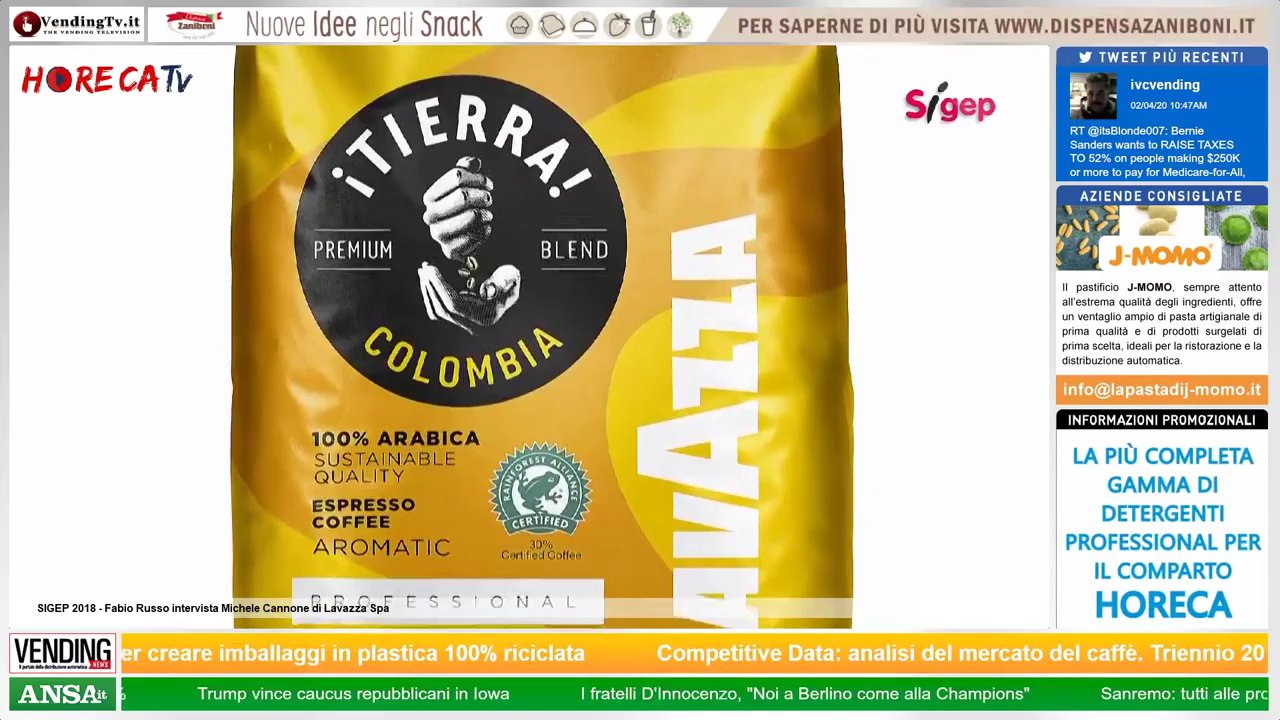 VendingTv.it
THE VENDING TELEVISION
Zaniboni
Nuove Idee negli Snack
PER SAPERNE DI PIÙ VISITA WWW.DISPENSAZANIBONI.IT
HORECATV
Sigep
¡TIERRA!
PREMIUM BLEND
COLOMBIA
100% ARABICA
SUSTAINABLE
QUALITY
ESPRESSO
COFFEE
AROMATIC
RAINFOREST ALLIANCE
CERTIFIED
30%
Certified Coffee
LAVAZZA
PROFESSIONAL
SIGEP 2018 - Fabio Russo intervista Michele Cannone di Lavazza Spa
TWEET PIÙ RECENTI
ivcvending
02/04/20 10:47AM
RT @itsBlonde007: Bernie
Sanders wants to RAISE TAXES
TO 52% on people making $250K
or more to pay for Medicare-for-All,
AZIENDE CONSIGLIATE
J-MOMO
Il pastificio J-MOMO, sempre attento
all'estrema qualità degli ingredienti, offre
un ventaglio ampio di pasta artigianale di
prima qualità e di prodotti surgelati di
prima scelta, ideali per la ristorazione e la
distribuzione automatica.
info@lapastadij-momo.it
INFORMAZIONI PROMOZIONALI
LA PIÙ COMPLETA
GAMMA DI
DETERGENTI
PROFESSIONAL PER
IL COMPARTO
HORECA
VENDING NEWS
Il portale della distribuzione automatica
er creare imballaggi in plastica 100% riciclata Competitive Data: analisi del mercato del caffè. Triennio 20
ANSA.it
% Trump vince caucus repubblicani in Iowa I fratelli D'Innocenzo, "Noi a Berlino come alla Champions" Sanremo: tutti alle pro